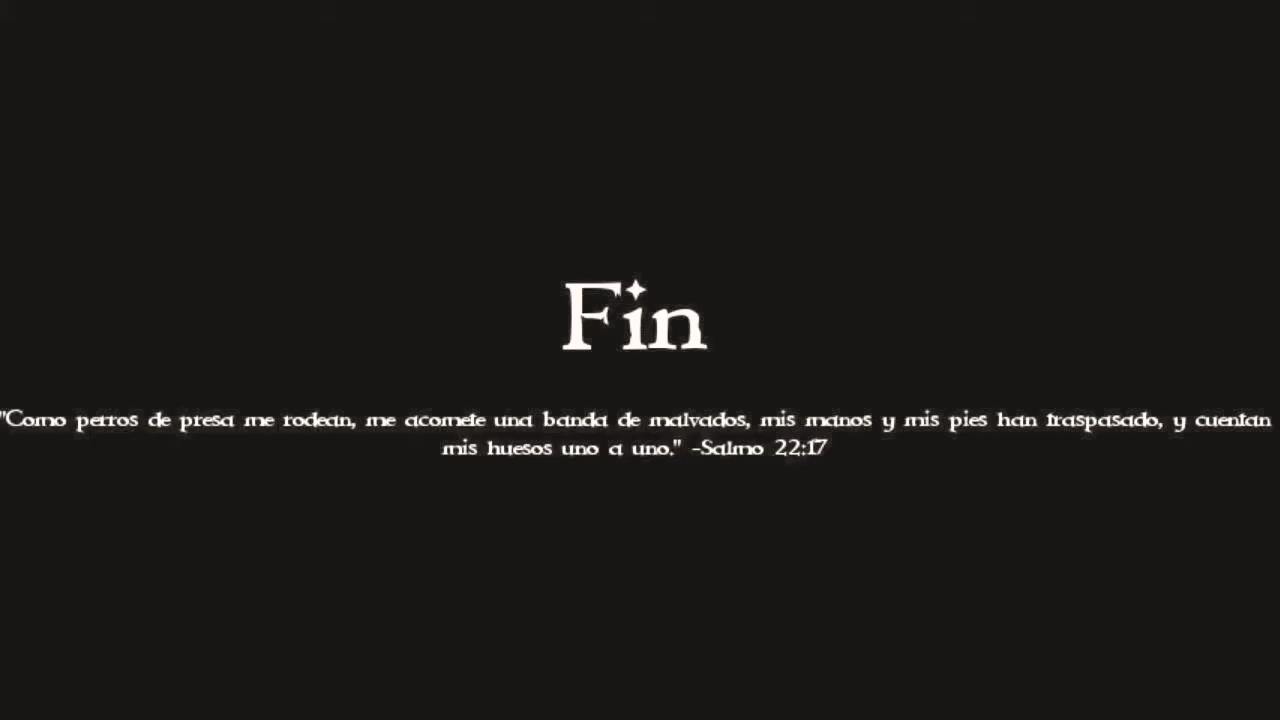 Fin
"Como perros de presa me rodean, me acomete una banda de malvados, mis manos y mis pies han traspasado, y cuentan
mis huesos uno a uno." -Salmo 22:17